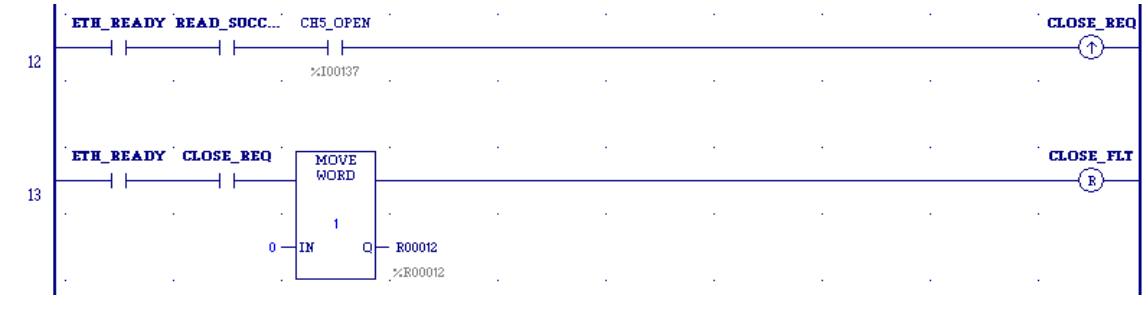 ETH_READY READ_SUCC... CH5_OPEN CLOSE_REQ
↑
12
%I00137
ETH_READY CLOSE_REQ MOVE WORD CLOSE_FLT
R
13
1
0 IN Q R00012
%R00012